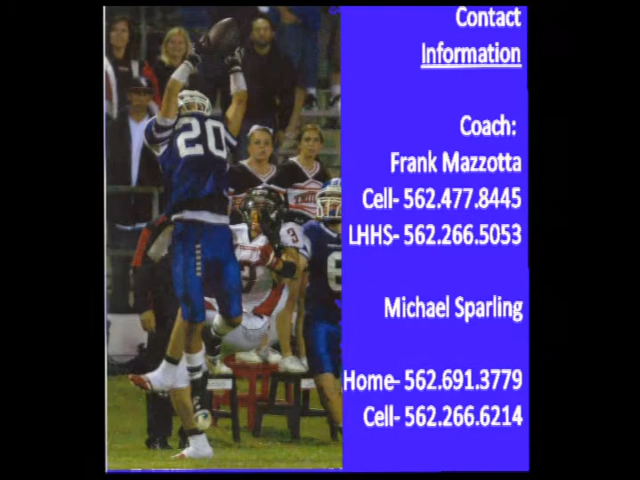 Contact
Information
Coach:
Frank Mazzotta
Cell- 562.477.8445
LHHS- 562.266.5053
Michael Sparling
Home- 562.691.3779
Cell- 562.266.6214
20
3